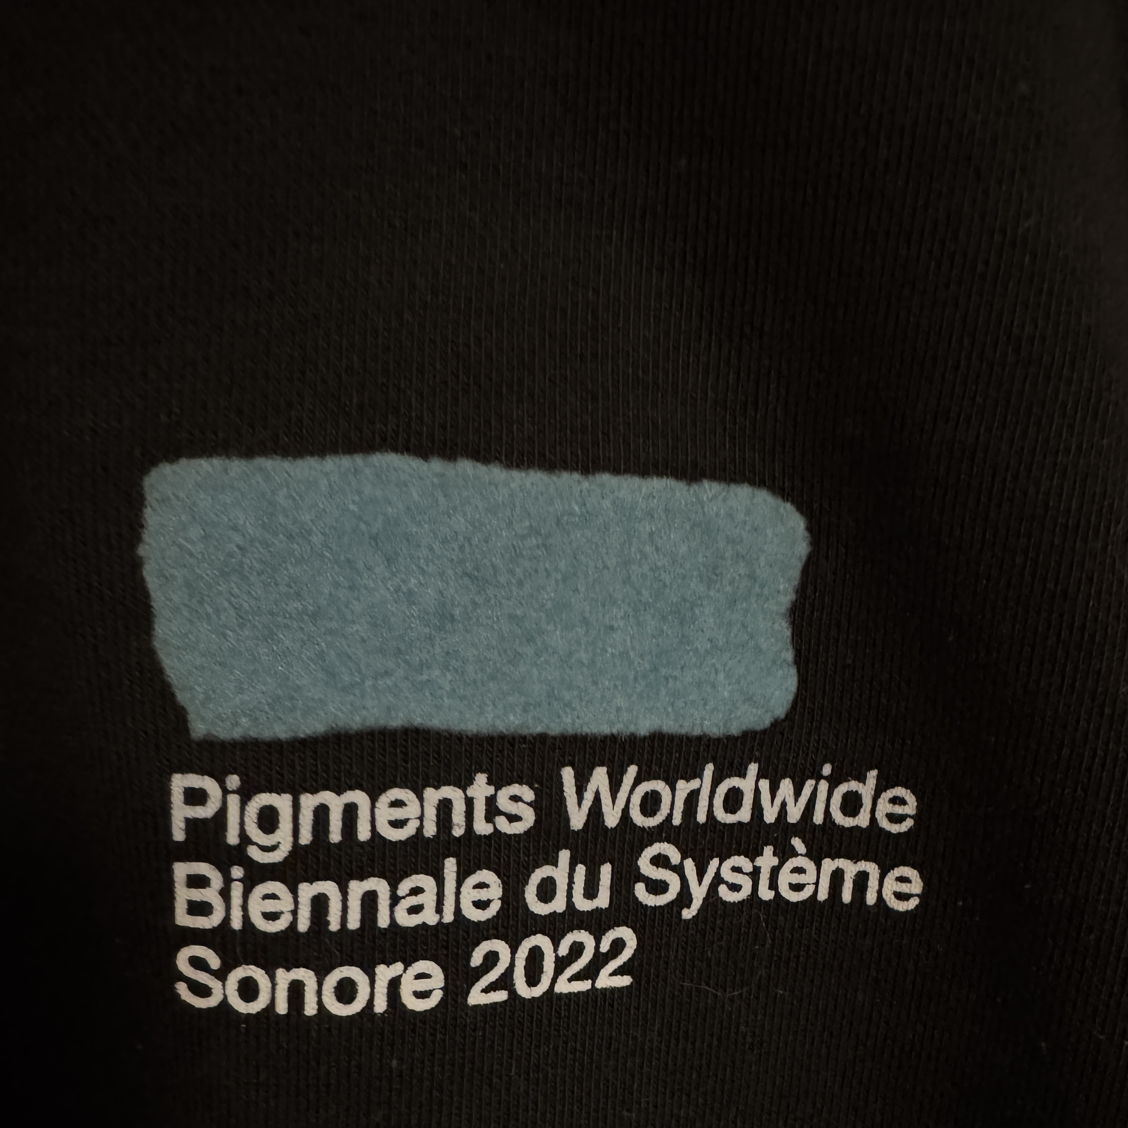 Pigments Worldwide
Biennale du Système
Sonore 2022